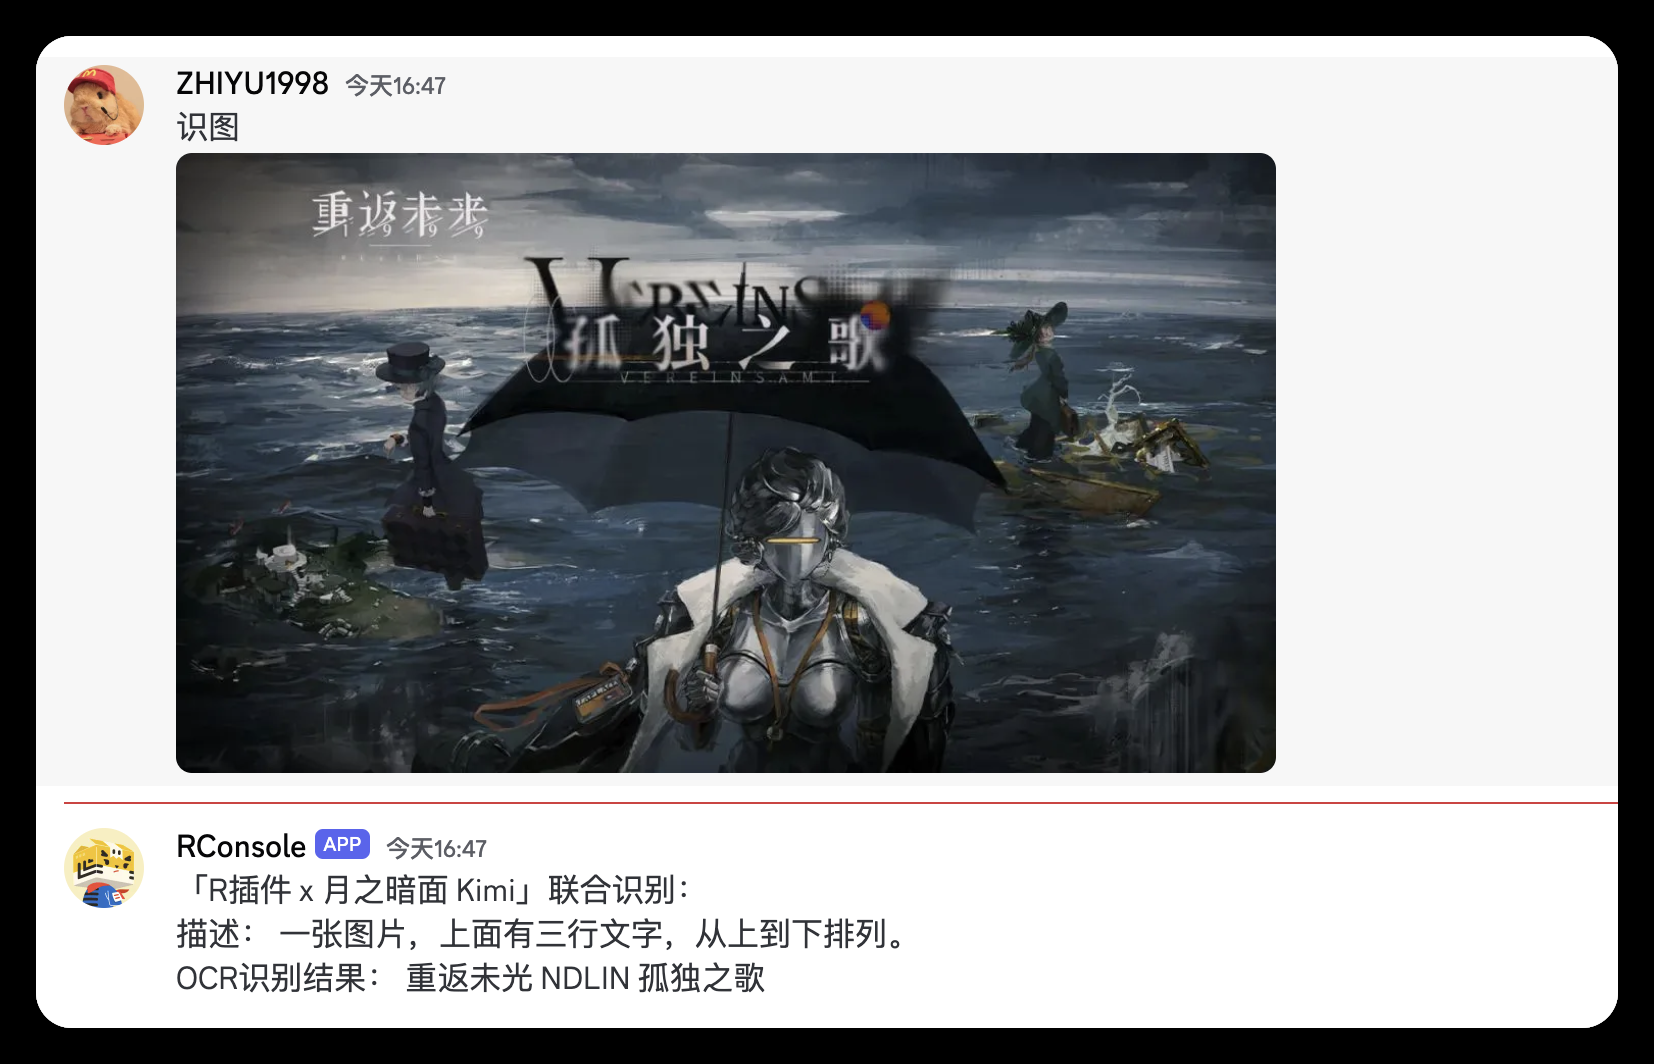 ZHIYU1998 今天16:47
识图
重返未来
1999
VEREINS
孤独之歌
VEREINSAMT
RConsole APP 今天16:47
「R插件 x 月之暗面 Kimi」联合识别：
描述： 一张图片，上面有三行文字，从上到下排列。
OCR识别结果： 重返未光 NDLIN 孤独之歌